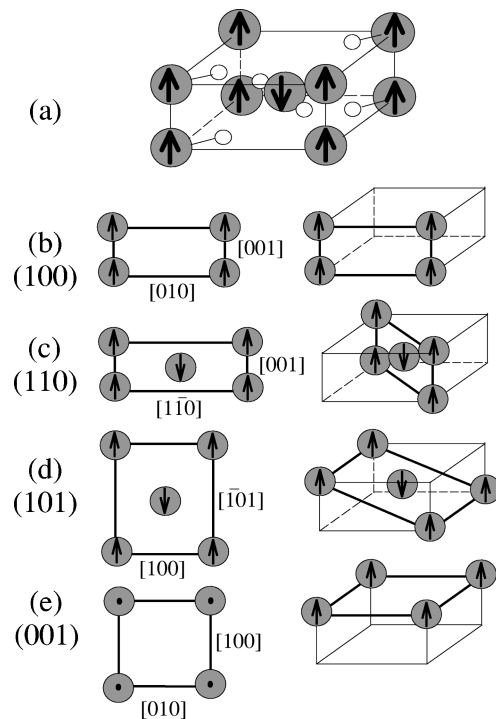 (a)
(b)
(100)
[001]
[010]
(c)
(110)
[001]
[11̄0]
(d)
(101)
[1̄01]
[100]
(e)
(001)
[100]
[010]